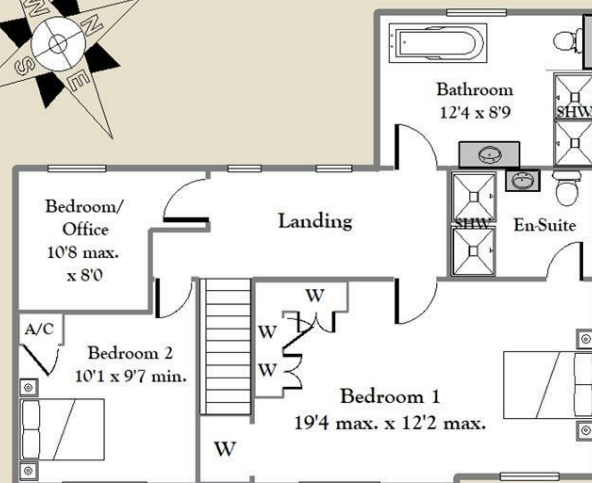 W
N
S
E
Bathroom
12'4 x 8'9
SHW
Bedroom/
Office
10'8 max.
x 8'0
Landing
SHW
En-Suite
A/C
Bedroom 2
10'1 x 9'7 min.
W
W
W
Bedroom 1
19'4 max. x 12'2 max.
W